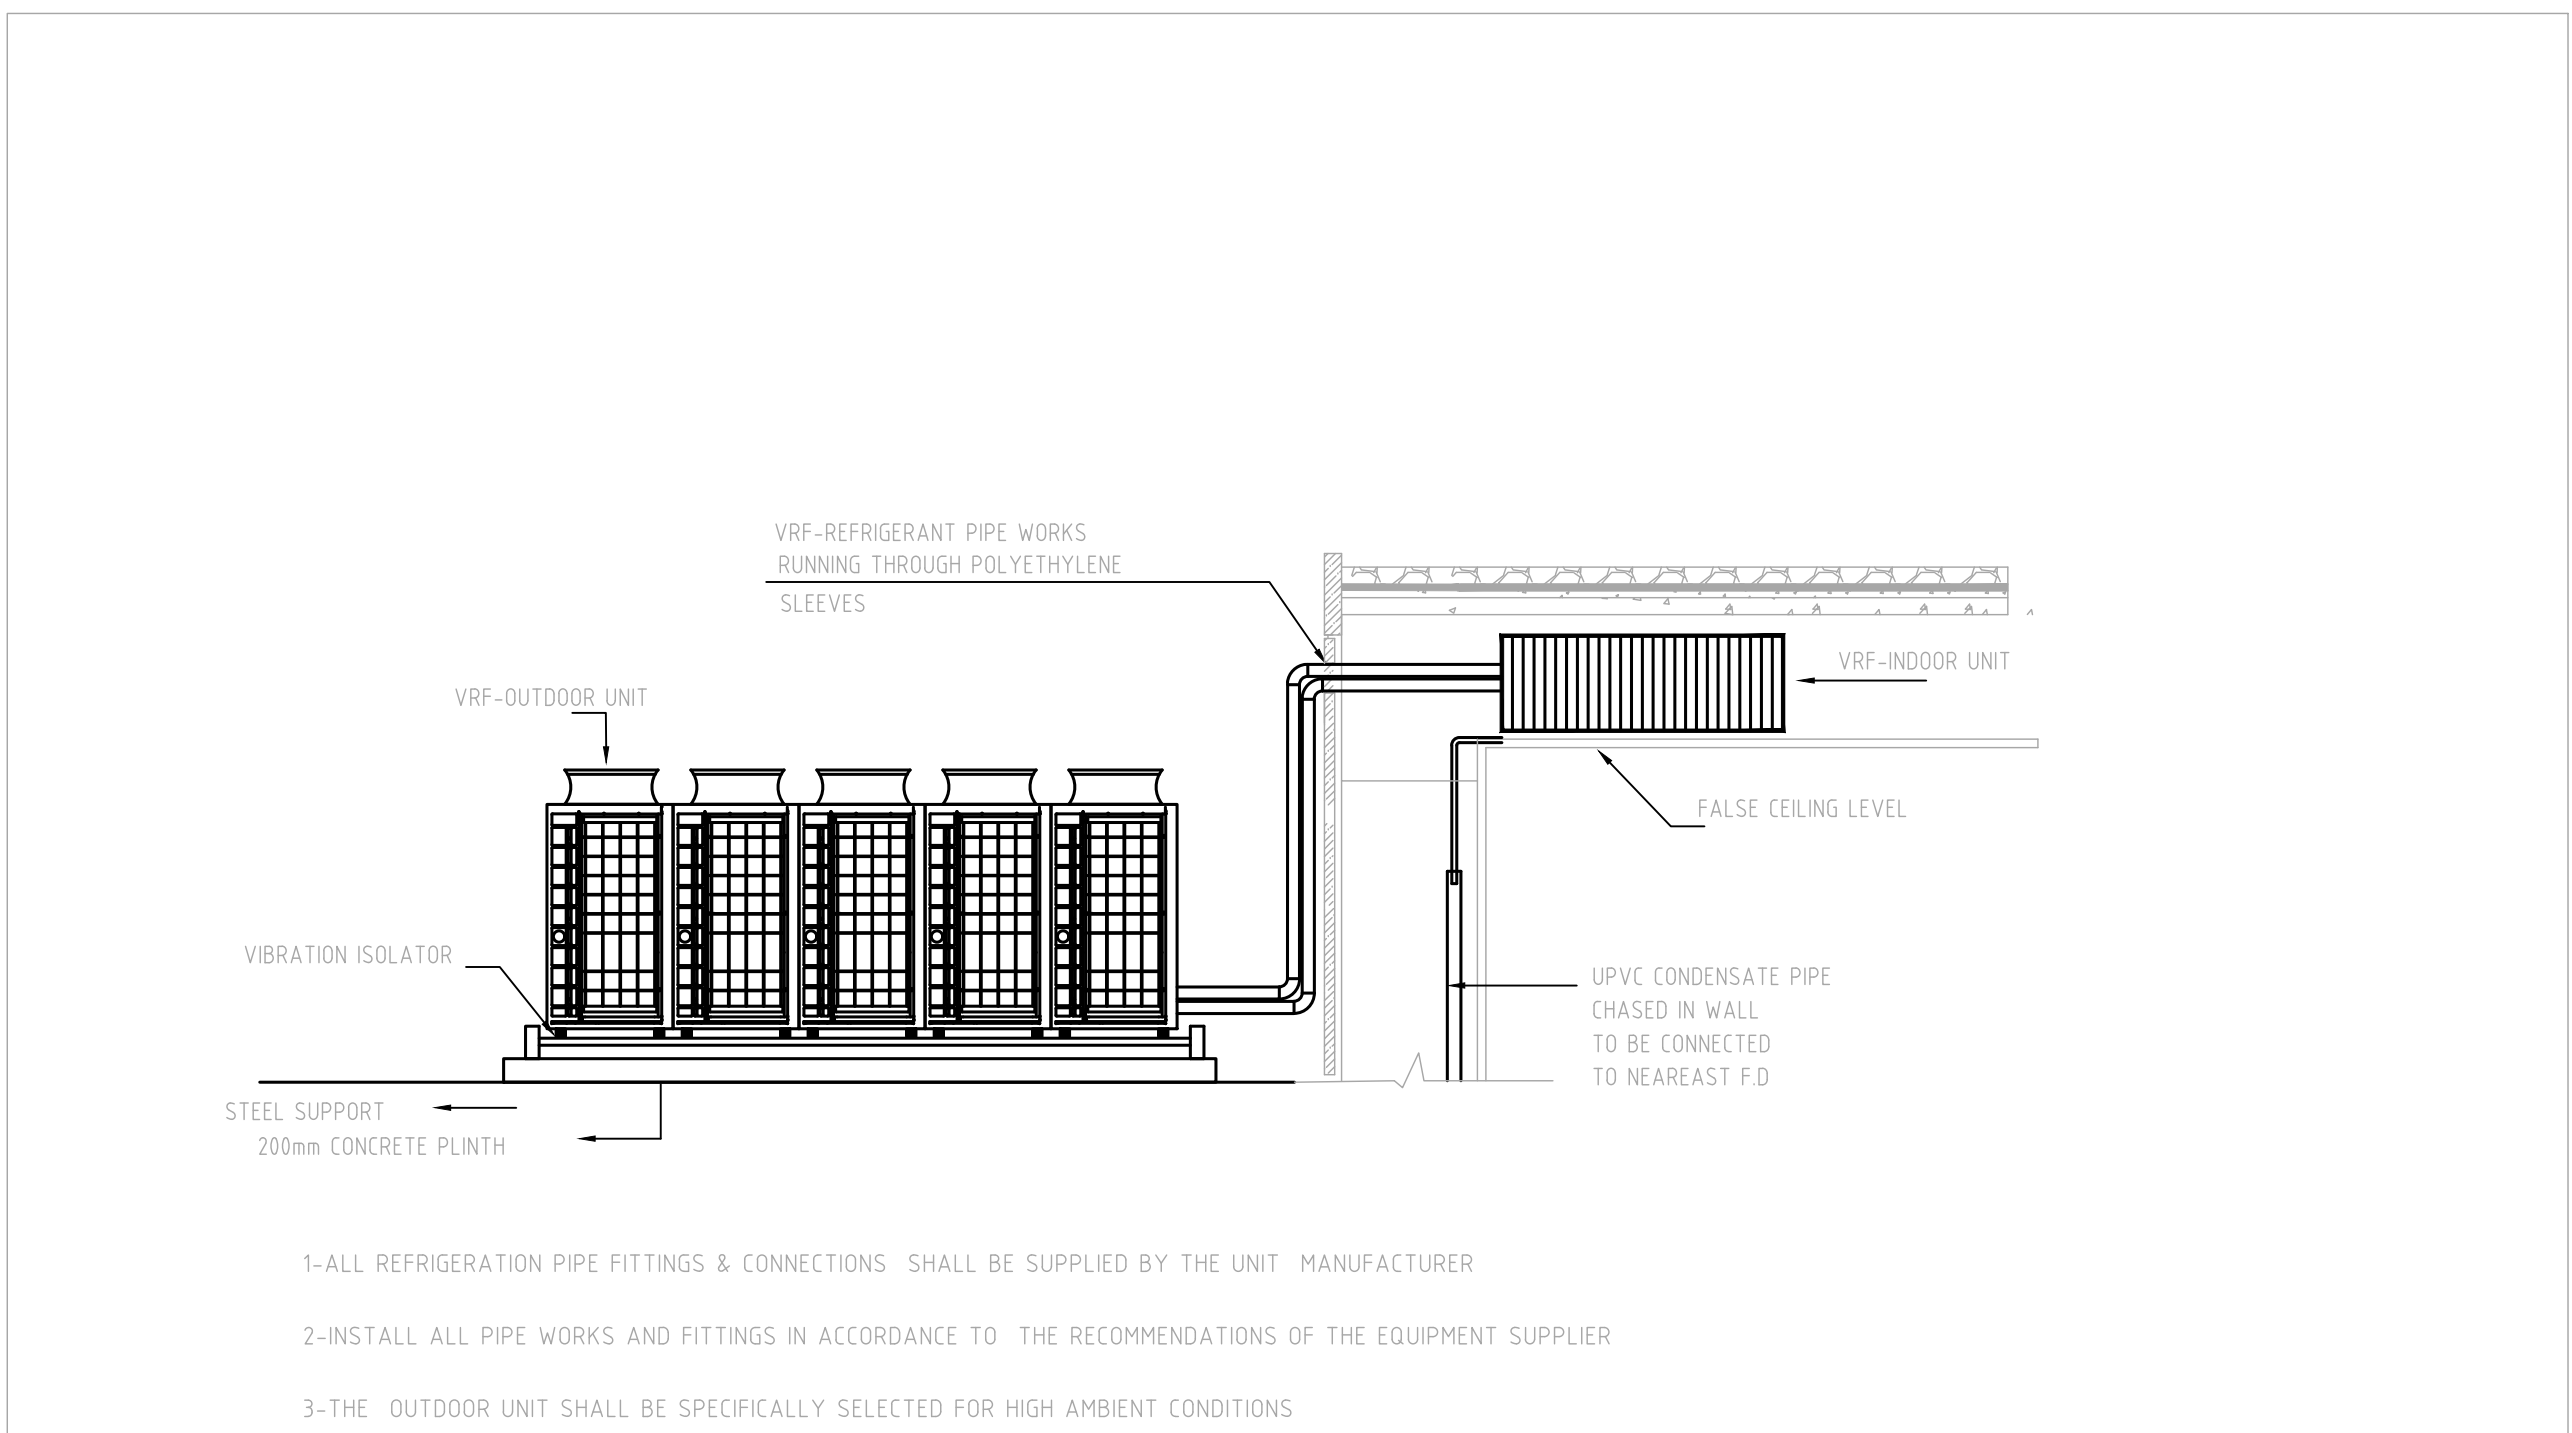 VRF-REFRIGERANT PIPE WORKS
RUNNING THROUGH POLYETHYLENE
SLEEVES
VRF-INDOOR UNIT
VRF-OUTDOOR UNIT
FALSE CEILING LEVEL
VIBRATION ISOLATOR
UPVC CONDENSATE PIPE
CHASED IN WALL
TO BE CONNECTED
TO NEAREAST F.D
STEEL SUPPORT
200mm CONCRETE PLINTH
1-ALL REFRIGERATION PIPE FITTINGS & CONNECTIONS SHALL BE SUPPLIED BY THE UNIT MANUFACTURER
2-INSTALL ALL PIPE WORKS AND FITTINGS IN ACCORDANCE TO THE RECOMMENDATIONS OF THE EQUIPMENT SUPPLIER
3-THE OUTDOOR UNIT SHALL BE SPECIFICALLY SELECTED FOR HIGH AMBIENT CONDITIONS